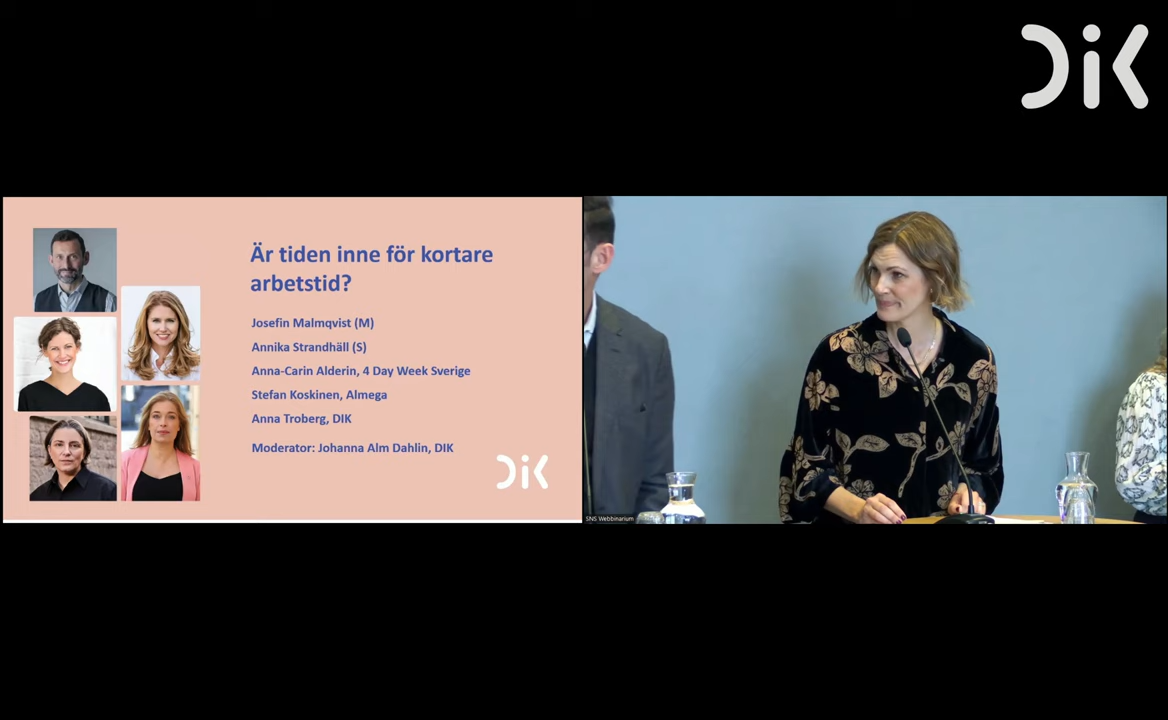 DiK
Är tiden inne för kortare
arbetstid?
Josefin Malmqvist (M)
Annika Strandhäll (S)
Anna-Carin Alderin, 4 Day Week Sverige
Stefan Koskinen, Almega
Anna Troberg, DIK
Moderator: Johanna Alm Dahlin, DIK
DiK
SNS Webbinarium